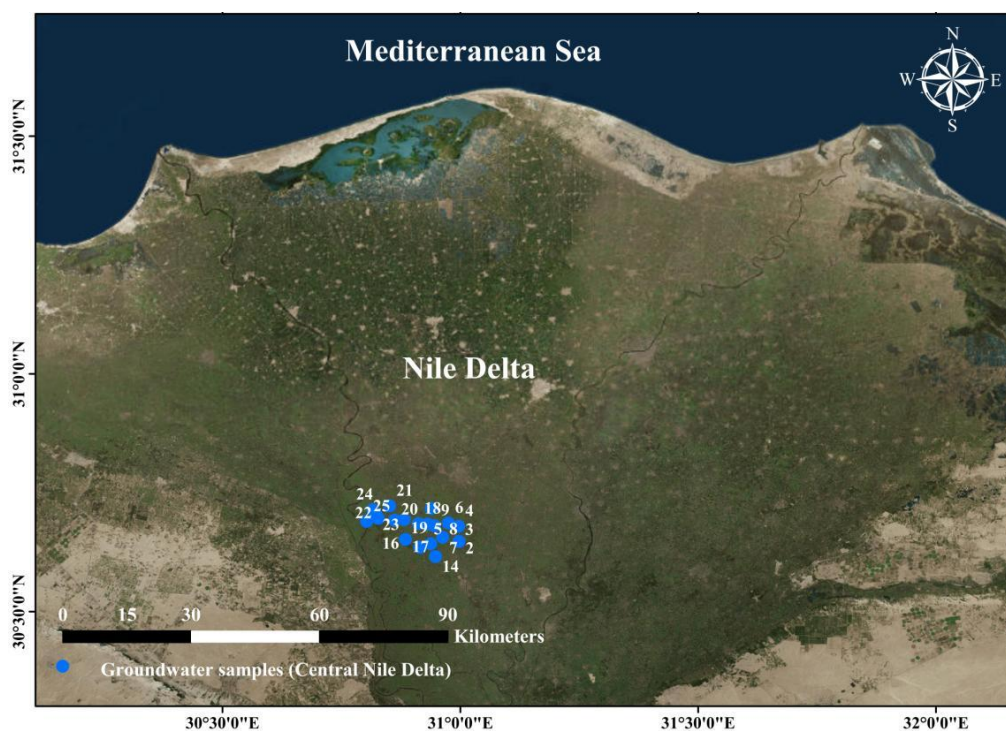 Mediterranean Sea
N
W E
S
31°30'0"N
Nile Delta
31°0'0"N
24 21
25 20 18 9 6 4
22 23 19 5 8 3
16 17 7 2
14
30°30'0"N
0 15 30 60 90
Kilometers
Groundwater samples (Central Nile Delta)
30°30'0"E 31°0'0"E 31°30'0"E 32°0'0"E